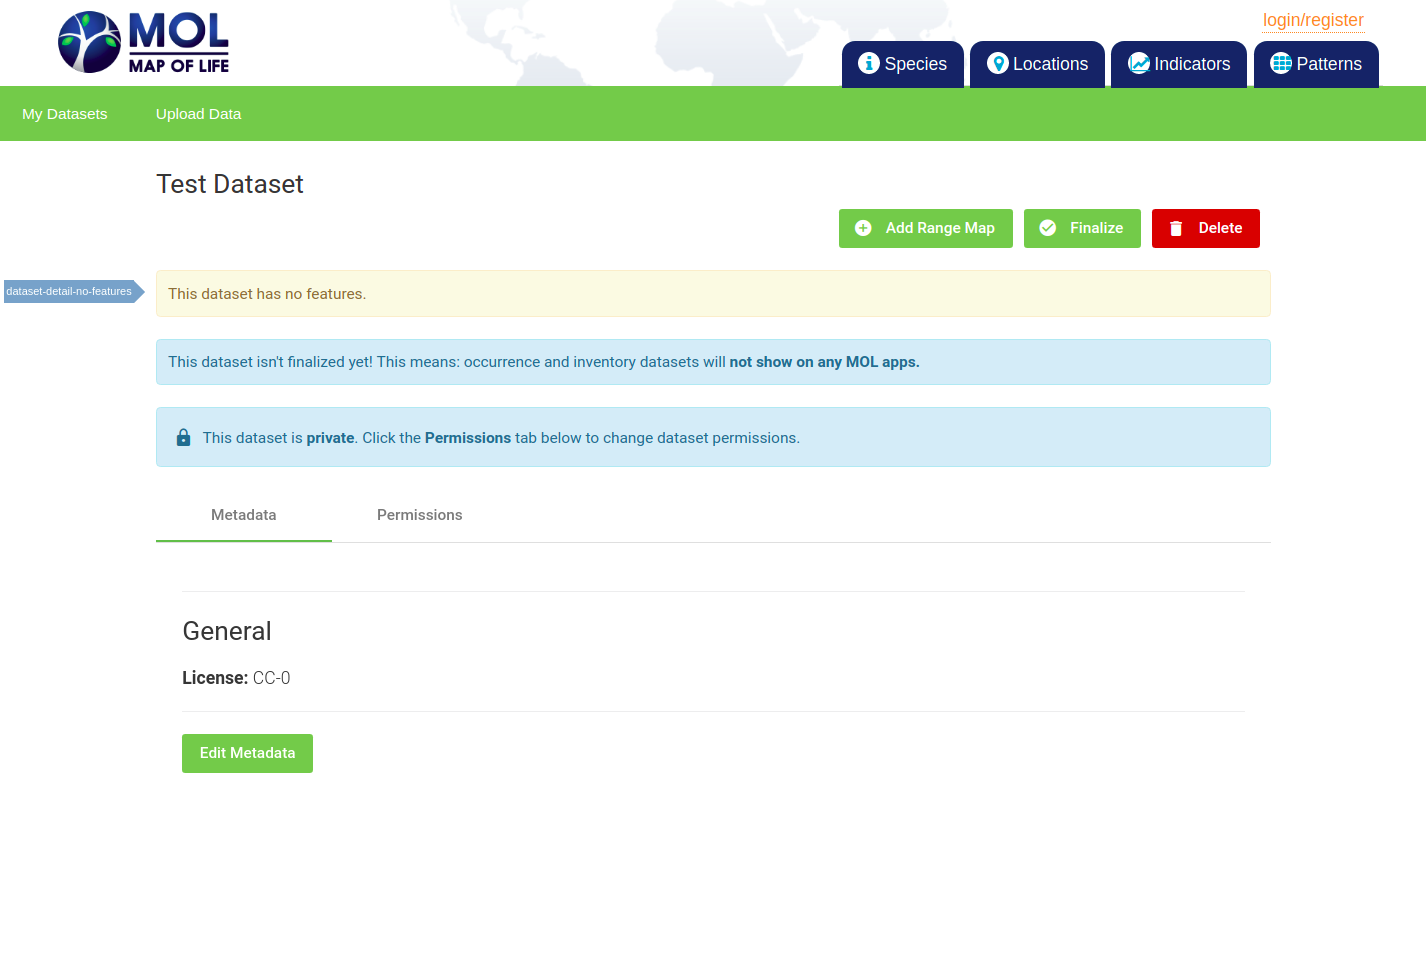 MOL
MAP OF LIFE
login/register
Species
Locations
Indicators
Patterns
My Datasets
Upload Data
Test Dataset
Add Range Map
Finalize
Delete
dataset-detail-no-features
This dataset has no features.
This dataset isn't finalized yet! This means: occurrence and inventory datasets will not show on any MOL apps.
This dataset is private. Click the Permissions tab below to change dataset permissions.
Metadata
Permissions
General
License: CC-0
Edit Metadata